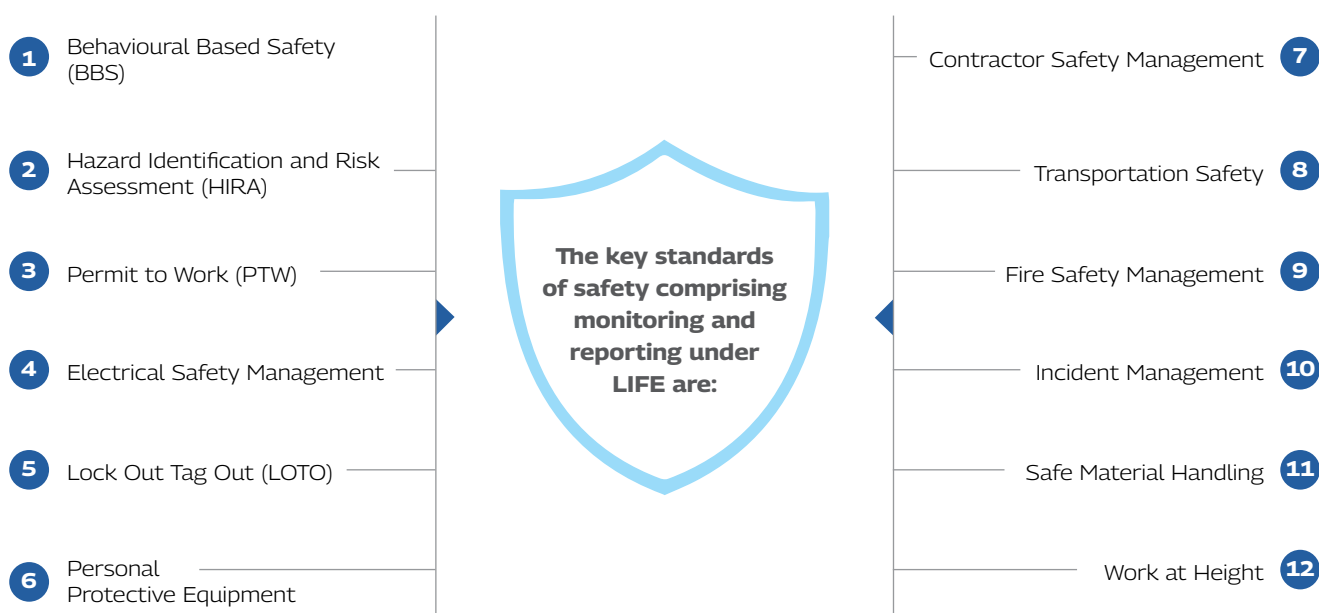 1
Behavioural Based Safety
(BBS)
2
Hazard Identification and Risk
Assessment (HIRA)
3
Permit to Work (PTW)
4
Electrical Safety Management
5
Lock Out Tag Out (LOTO)
6
Personal
Protective Equipment
The key standards
of safety comprising
monitoring and
reporting under
LIFE are:
Contractor Safety Management
7
Transportation Safety
8
Fire Safety Management
9
Incident Management
10
Safe Material Handling
11
Work at Height
12